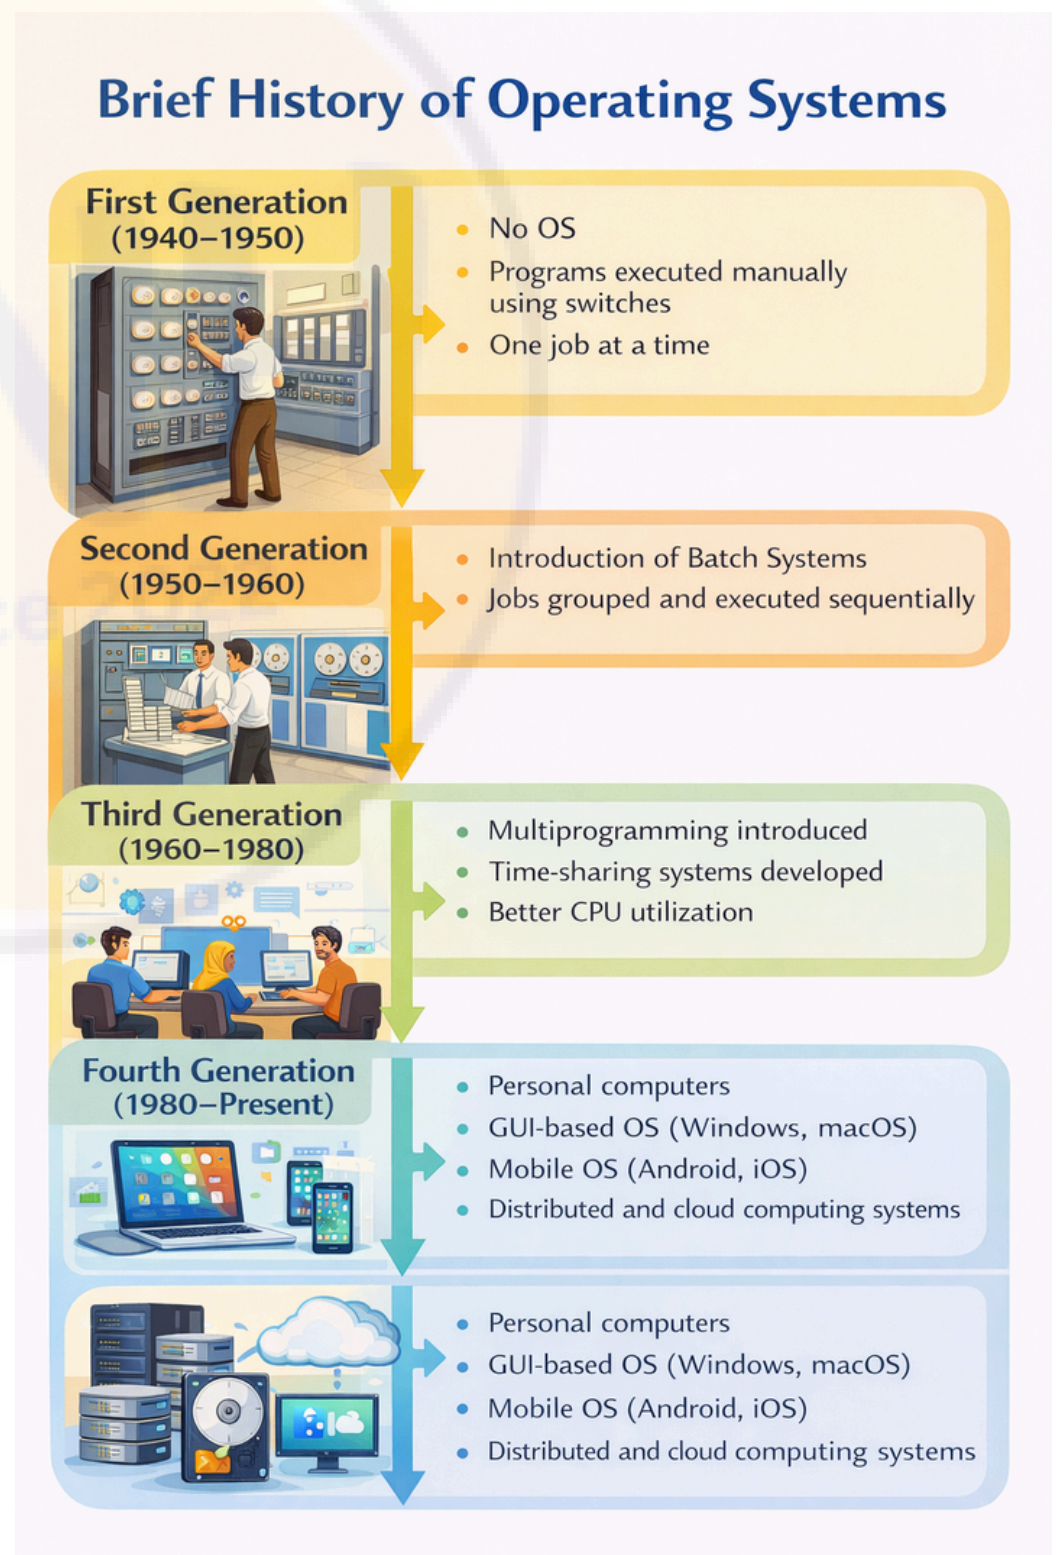 Brief History of Operating Systems
First Generation
(1940–1950)
• No OS
• Programs executed manually
using switches
• One job at a time
Second Generation
(1950–1960)
• Introduction of Batch Systems
• Jobs grouped and executed sequentially
Third Generation
(1960–1980)
• Multiprogramming introduced
• Time-sharing systems developed
• Better CPU utilization
Fourth Generation
(1980–Present)
• Personal computers
• GUI-based OS (Windows, macOS)
• Mobile OS (Android, iOS)
• Distributed and cloud computing systems
• Personal computers
• GUI-based OS (Windows, macOS)
• Mobile OS (Android, iOS)
• Distributed and cloud computing systems